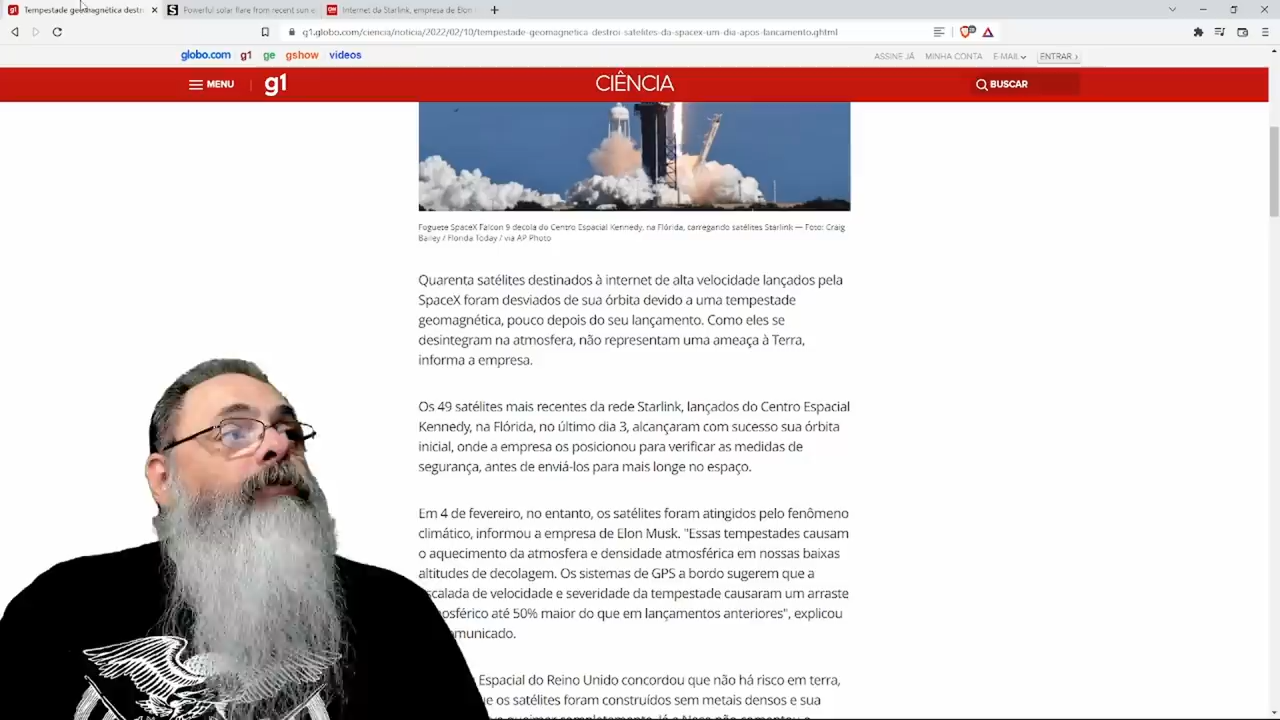 Tempestade geomagnética destr
Powerful solar flare from recent sun e
Internet da Starlink, empresa de Elon
g1.globo.com/ciencia/noticia/2022/02/10/tempestade-geomagnetica-destroi-satelites-da-spacex-um-dia-apos-lancamento.ghtml
globo.com g1 ge gshow videos
ASSINE JÁ MINHA CONTA E-MAIL ENTRAR ›
MENU g1 CIÊNCIA BUSCAR
Foguete SpaceX Falcon 9 decola do Centro Espacial Kennedy, na Flórida, carregando satélites Starlink — Foto: Craig
Bailey / Florida Today / via AP Photo
Quarenta satélites destinados à internet de alta velocidade lançados pela
SpaceX foram desviados de sua órbita devido a uma tempestade
geomagnética, pouco depois do seu lançamento. Como eles se
desintegram na atmosfera, não representam uma ameaça à Terra,
informa a empresa.
Os 49 satélites mais recentes da rede Starlink, lançados do Centro Espacial
Kennedy, na Flórida, no último dia 3, alcançaram com sucesso sua órbita
inicial, onde a empresa os posicionou para verificar as medidas de
segurança, antes de enviá-los para mais longe no espaço.
Em 4 de fevereiro, no entanto, os satélites foram atingidos pelo fenômeno
climático, informou a empresa de Elon Musk. "Essas tempestades causam
o aquecimento da atmosfera e densidade atmosférica em nossas baixas
altitudes de decolagem. Os sistemas de GPS a bordo sugerem que a
escalada de velocidade e severidade da tempestade causaram um arraste
mosférico até 50% maior do que em lançamentos anteriores", explicou
omunicado.
Espacial do Reino Unido concordou que não há risco em terra,
ue os satélites foram construídos sem metais densos e sua